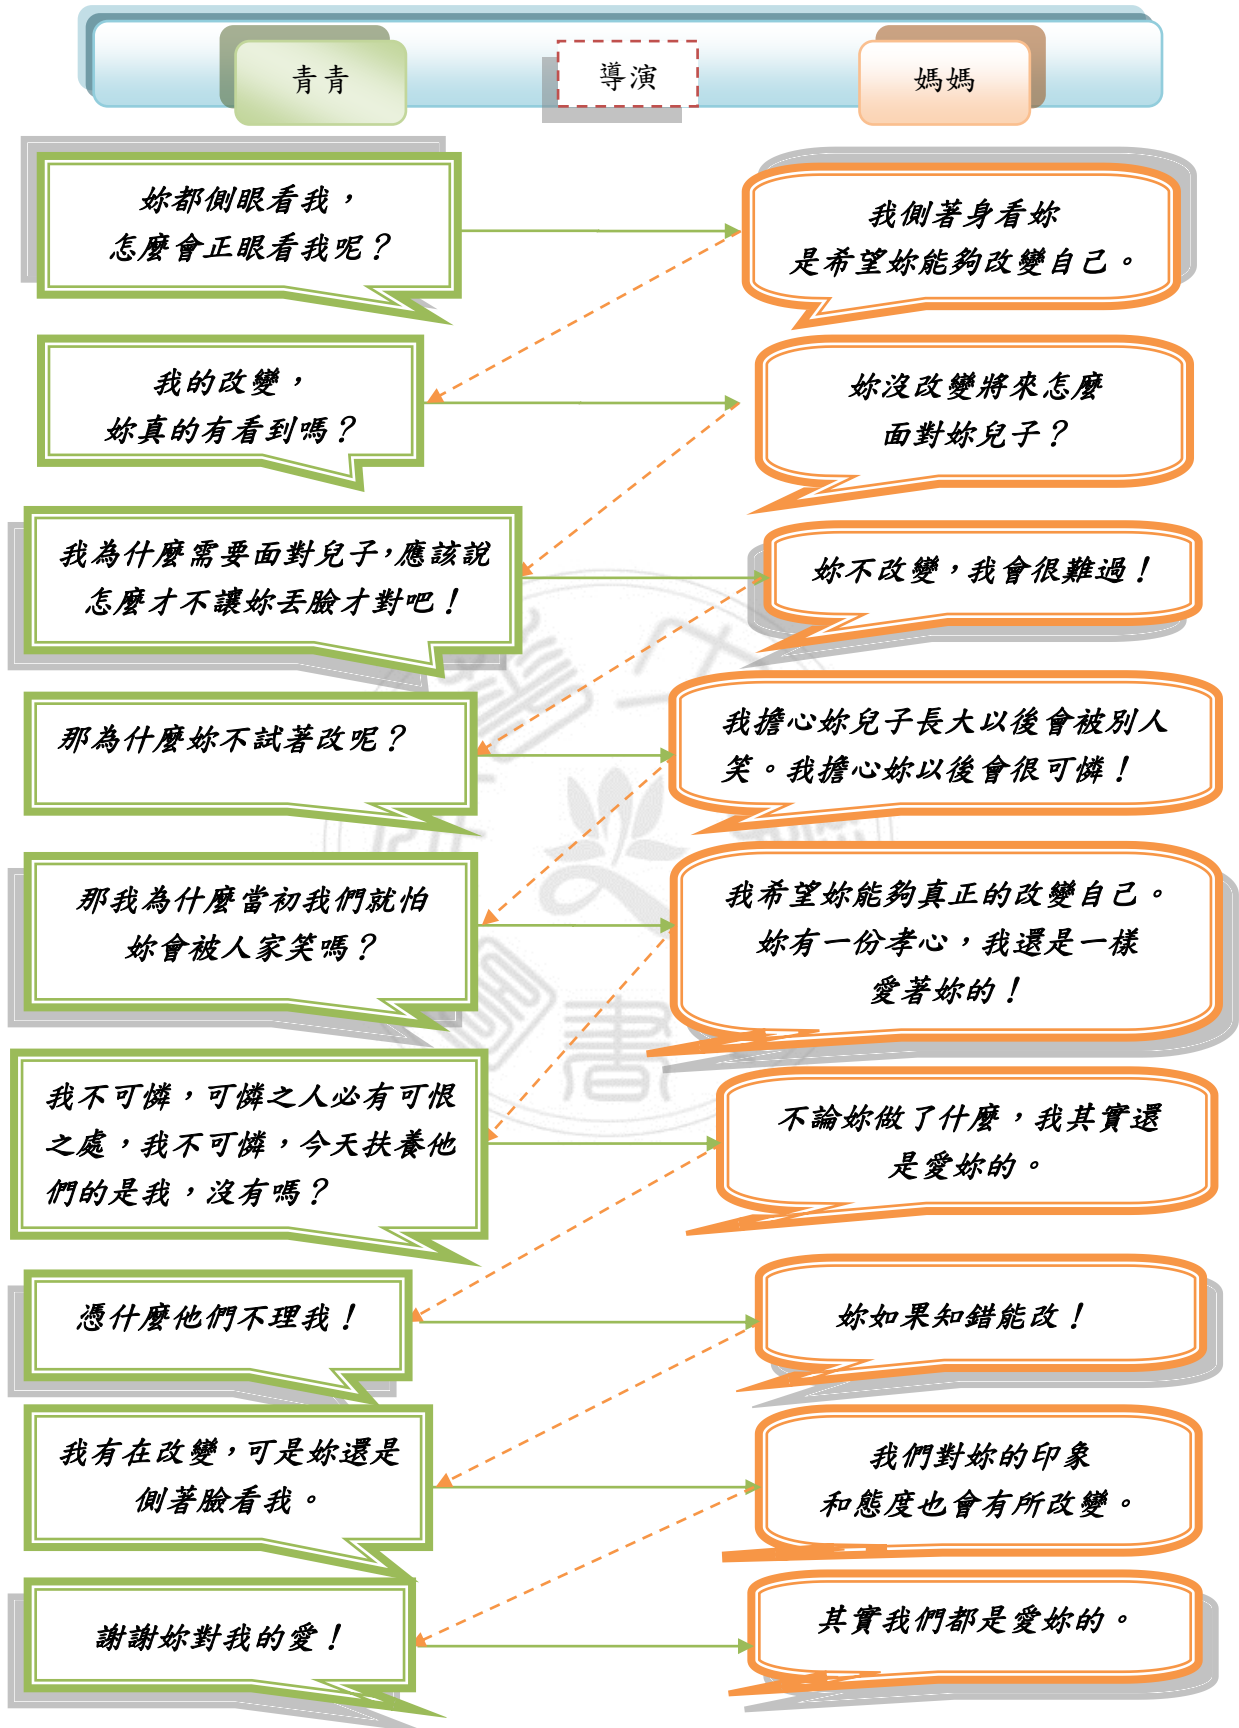 青青
導演
媽媽
妳都側眼看我，
怎麼會正眼看我呢？
我側著身看妳
是希望妳能夠改變自己。
我的改變，
妳真的有看到嗎？
妳沒改變將來怎麼
面對妳兒子？
我為什麼需要面對兒子，應該說
怎麼才不讓妳丟臉才對吧！
妳不改變，我會很難過！
那為什麼妳不試著改呢？
我擔心妳兒子長大以後會被別人
笑。我擔心妳以後會很可憐！
那我為什麼當初我們就怕
妳會被人家笑嗎？
我希望妳能夠真正的改變自己。
妳有一份孝心，我還是一樣
愛著妳的！
我不可憐，可憐之人必有可恨
之處，我不可憐，今天扶養他
們的是我，沒有嗎？
不論妳做了什麼，我其實還
是愛妳的。
憑什麼他們不理我！
妳如果知錯能改！
我有在改變，可是妳還是
側著臉看我。
我們對妳的印象
和態度也會有所改變。
謝謝妳對我的愛！
其實我們都是愛妳的。
書